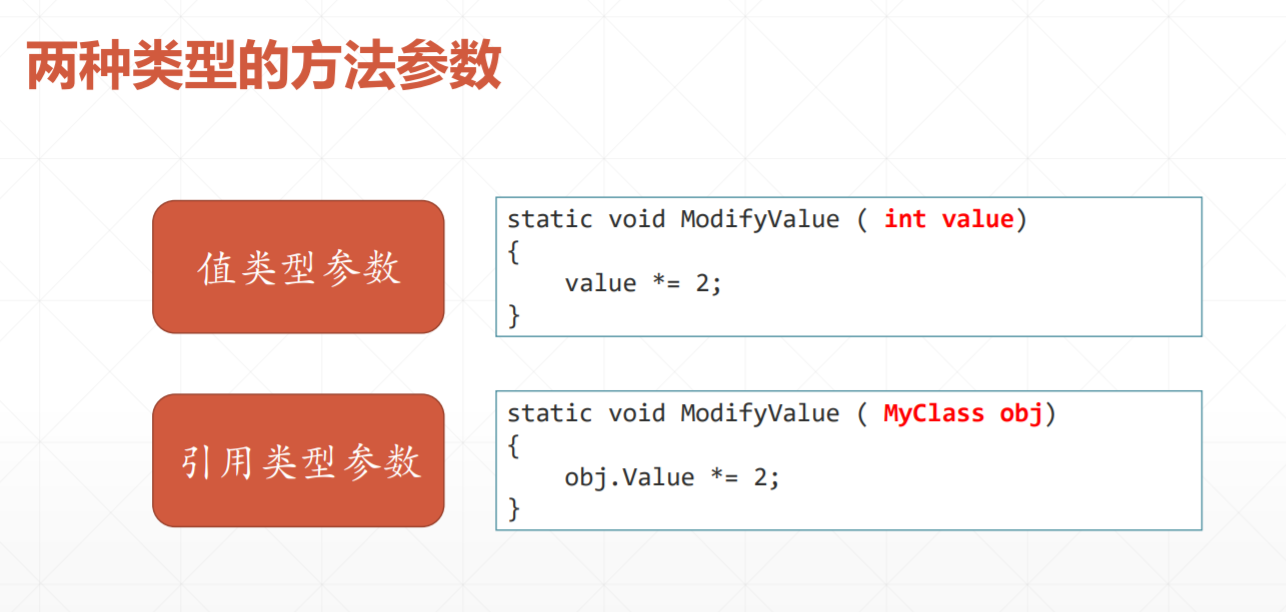 两种类型的方法参数
值类型参数
static void ModifyValue ( int value)
{
    value *= 2;
}
引用类型参数
static void ModifyValue ( MyClass obj)
{
    obj.Value *= 2;
}